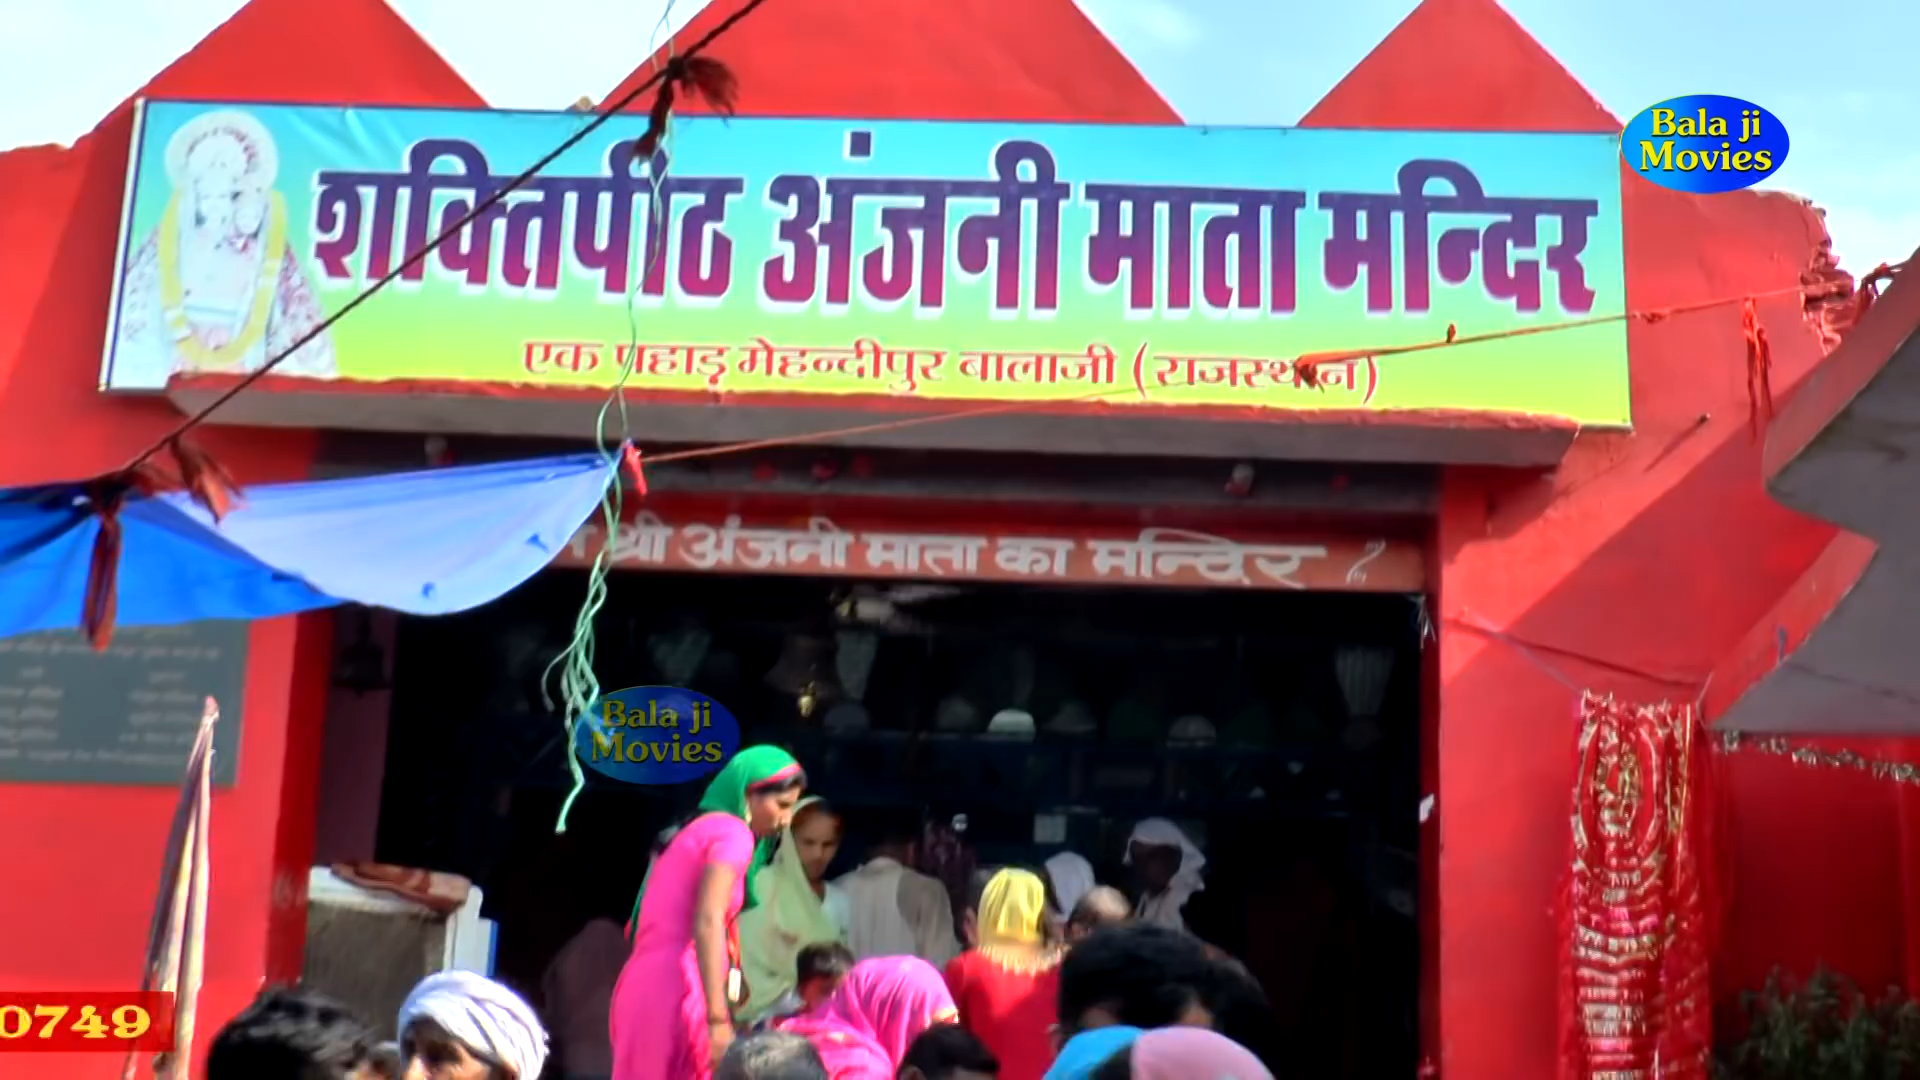 शक्तिपीठ अंजनी माता मन्दिर
एक पहाड़ मेहन्दीपुर बालाजी (राजस्थान)
Bala ji
Movies
श्री अंजनी माता का मन्दिर
Bala ji
Movies
0749